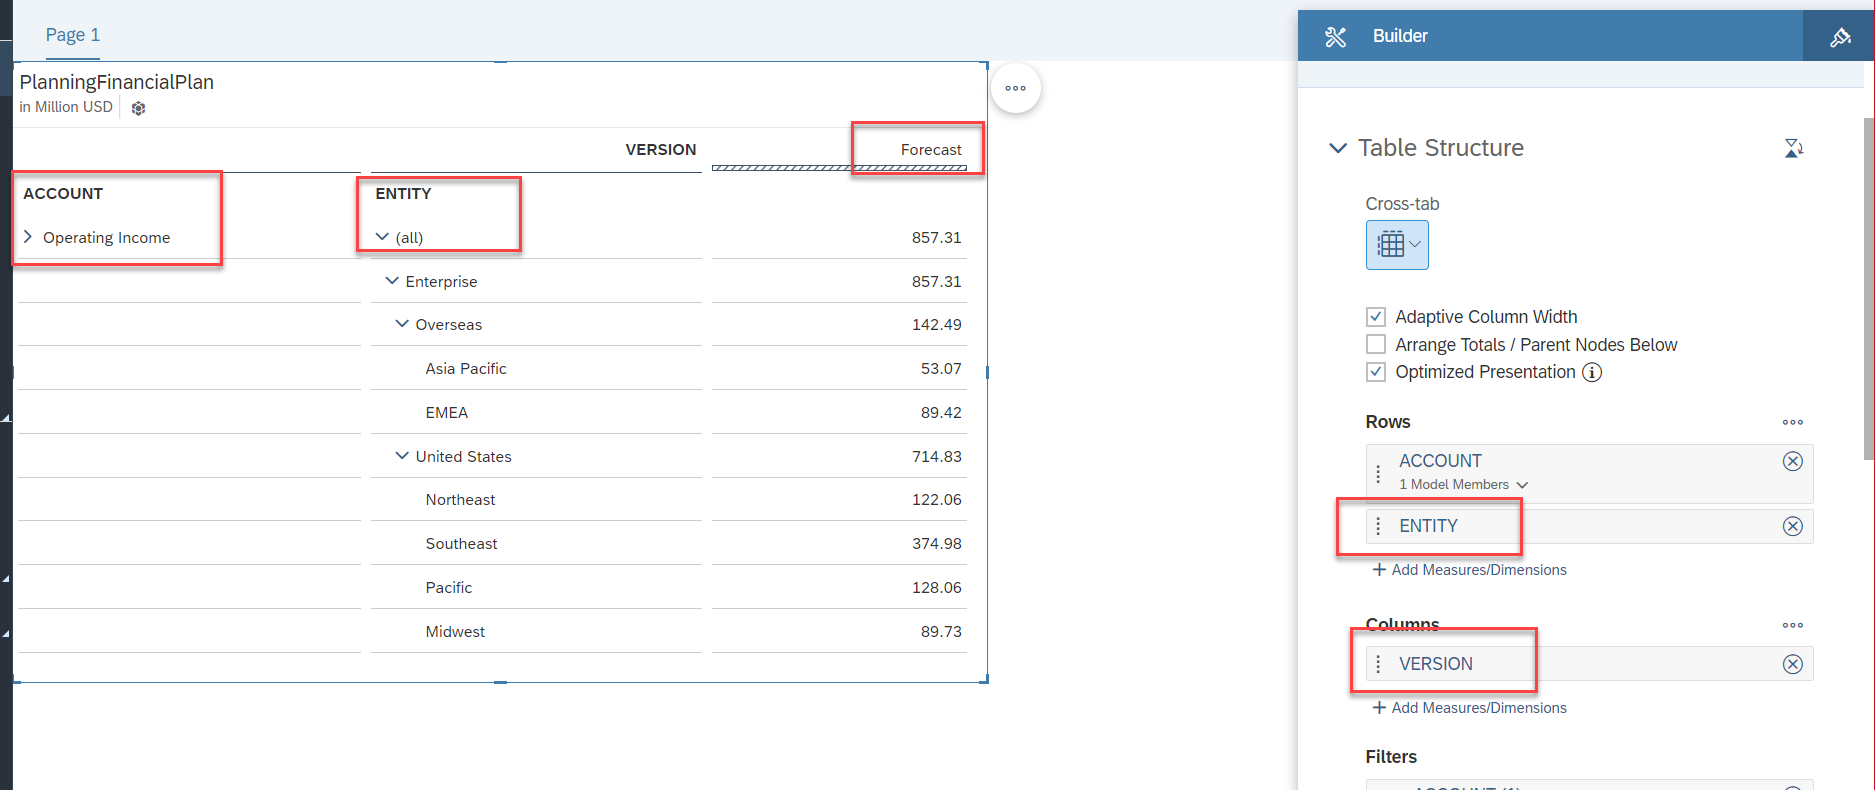 Page 1
PlanningFinancialPlan
in Million USD
VERSION Forecast
ACCOUNT ENTITY
Operating Income (all) 857.31
Enterprise 857.31
Overseas 142.49
Asia Pacific 53.07
EMEA 89.42
United States 714.83
Northeast 122.06
Southeast 374.98
Pacific 128.06
Midwest 89.73
Builder
Table Structure
Cross-tab
Adaptive Column Width
Arrange Totals / Parent Nodes Below
Optimized Presentation
Rows
ACCOUNT
1 Model Members
ENTITY
+ Add Measures/Dimensions
Columns
VERSION
+ Add Measures/Dimensions
Filters
ACCOUNT (1)